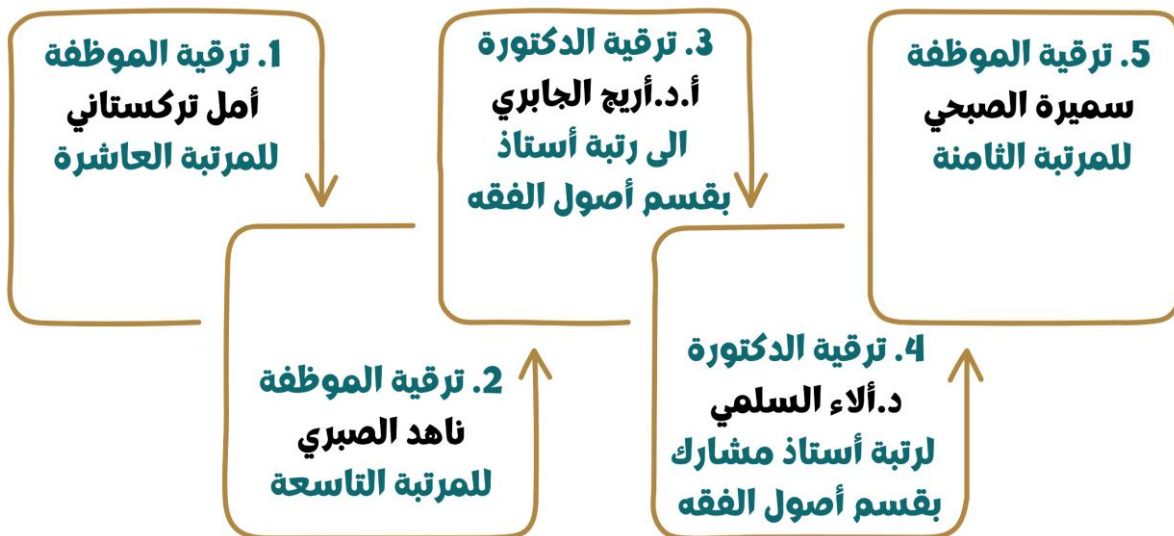 1. ترقية الموظفة
أمل تركستاني
للمرتبة العاشرة
2. ترقية الموظفة
ناهد الصبري
للمرتبة التاسعة
3. ترقية الدكتورة
أ.د.أريج الجابري
الى رتبة أستاذ
بقسم أصول الفقه
4. ترقية الدكتورة
د.ألاء السلمي
لرتبة أستاذ مشارك
بقسم أصول الفقه
5. ترقية الموظفة
سميرة الصبحي
للمرتبة الثامنة